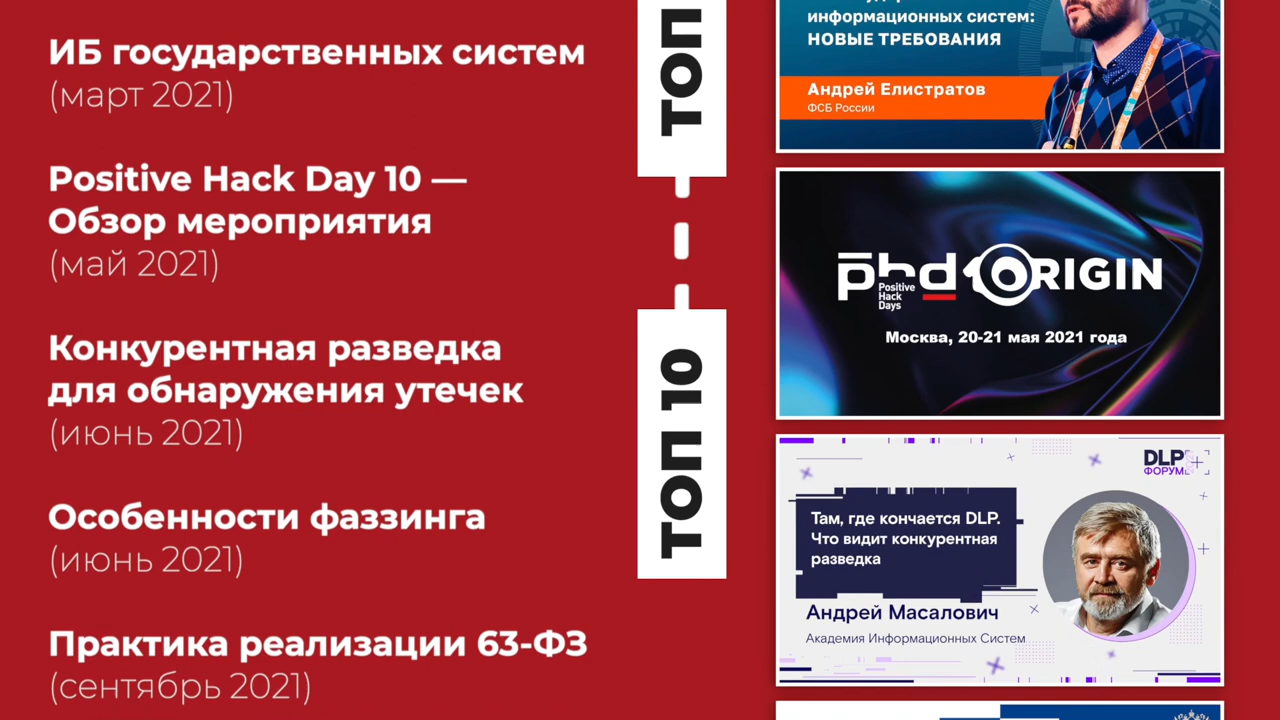 ИБ государственных систем
(март 2021)
Positive Hack Day 10 —
Обзор мероприятия
(май 2021)
Конкурентная разведка
для обнаружения утечек
(июнь 2021)
Особенности фаззинга
(июнь 2021)
Практика реализации 63-ФЗ
(сентябрь 2021)
ТОП
ТОП 10
информационных систем:
НОВЫЕ ТРЕБОВАНИЯ
Андрей Елистратов
ФСБ России
phd ORIGIN
Positive
Hack
Days
Москва, 20-21 мая 2021 года
DLP
ФОРУМ
Там, где кончается DLP.
Что видит конкурентная
разведка
Андрей Масалович
Академия Информационных Систем